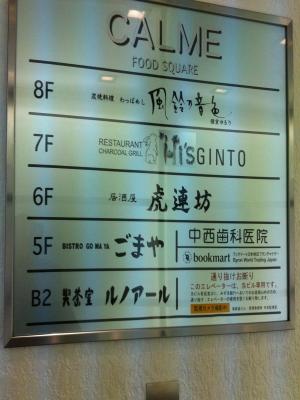 CALME
FOOD SQUARE
8F 炭焼料理 わっぱめし 風鈴の音色
7F RESTAURANT CHARCOAL GRILL Hi'sGINTO
6F 居酒屋 虎連坊
5F BISTRO GO MA YA ごまや 中西歯科医院
bookmart
B2 喫茶室 ルノアール
通り抜けお断り
このエレベーターは、当ビル専用です。